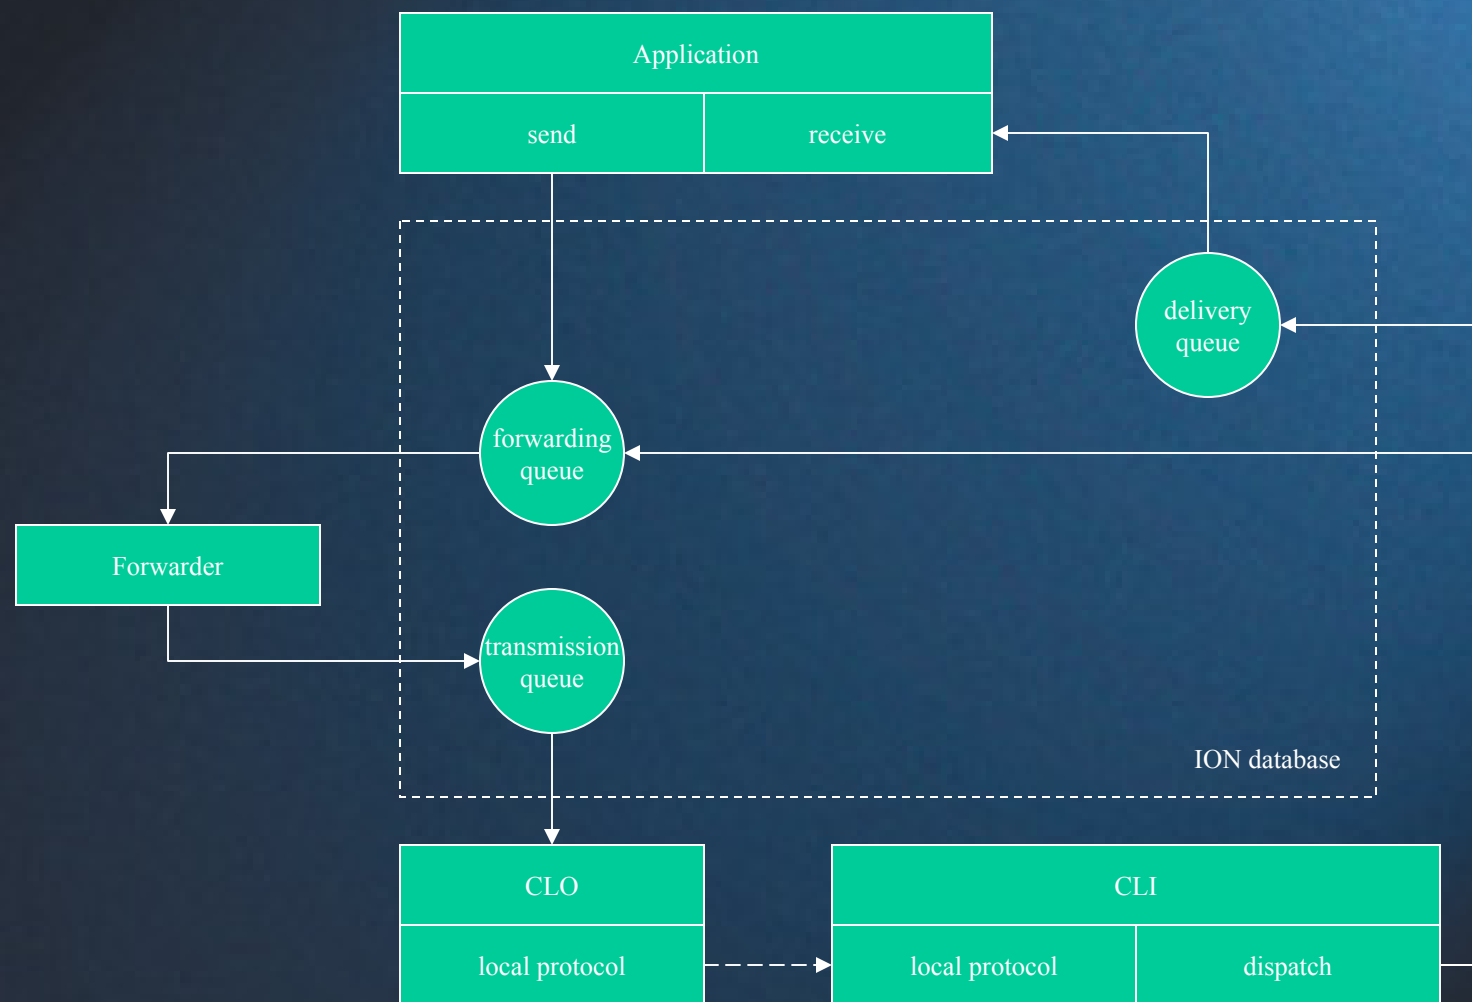 Application
send
receive
delivery
queue
forwarding
queue
Forwarder
transmission
queue
ION database
CLO
CLI
local protocol
local protocol
dispatch